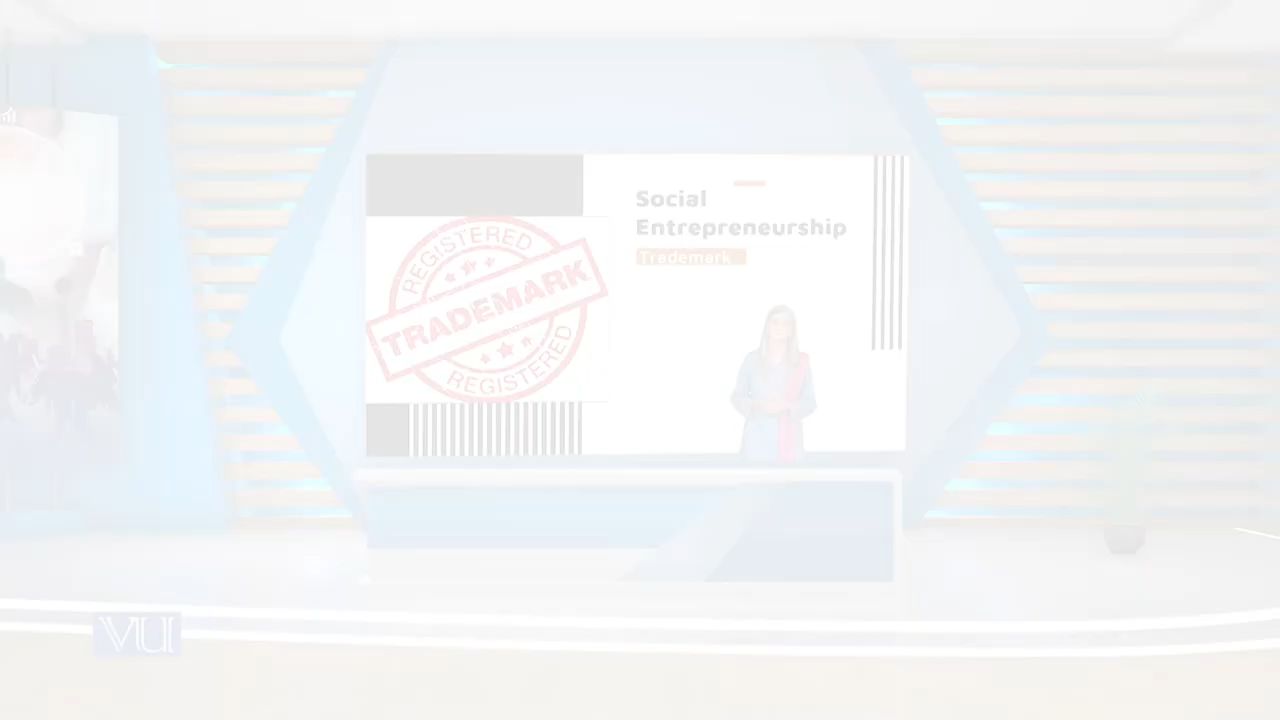 REGISTERED
TRADEMARK
REGISTERED
Social
Entrepreneurship
Trademark
VU